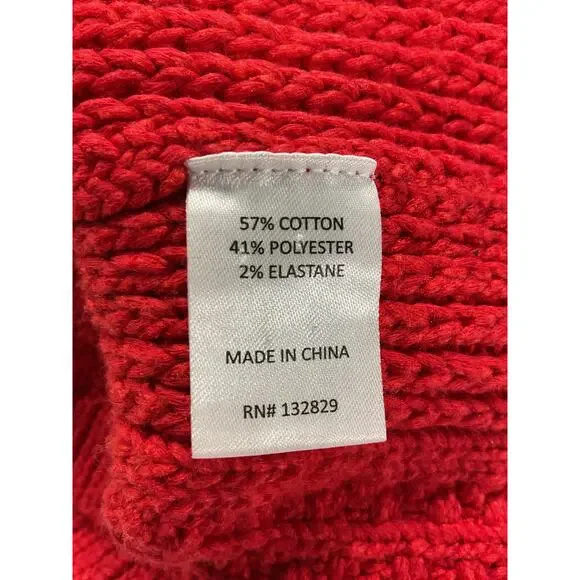 57% COTTON
41% POLYESTER
2% ELASTANE
MADE IN CHINA
RN# 132829